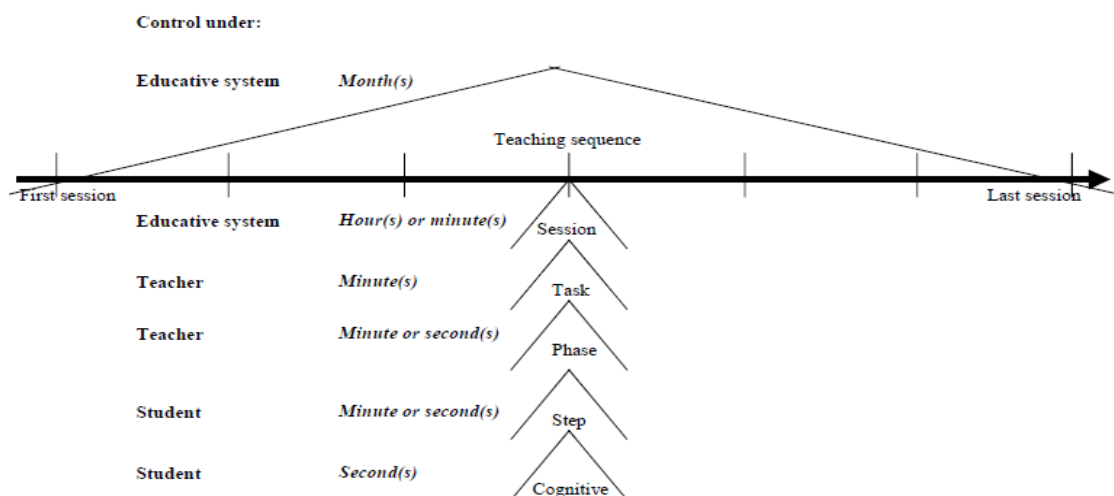 Control under:
Educative system Month(s)
Teaching sequence
First session Last session
Educative system Hour(s) or minute(s) Session
Teacher Minute(s) Task
Teacher Minute or second(s) Phase
Student Minute or second(s) Step
Student Second(s) Cognitive